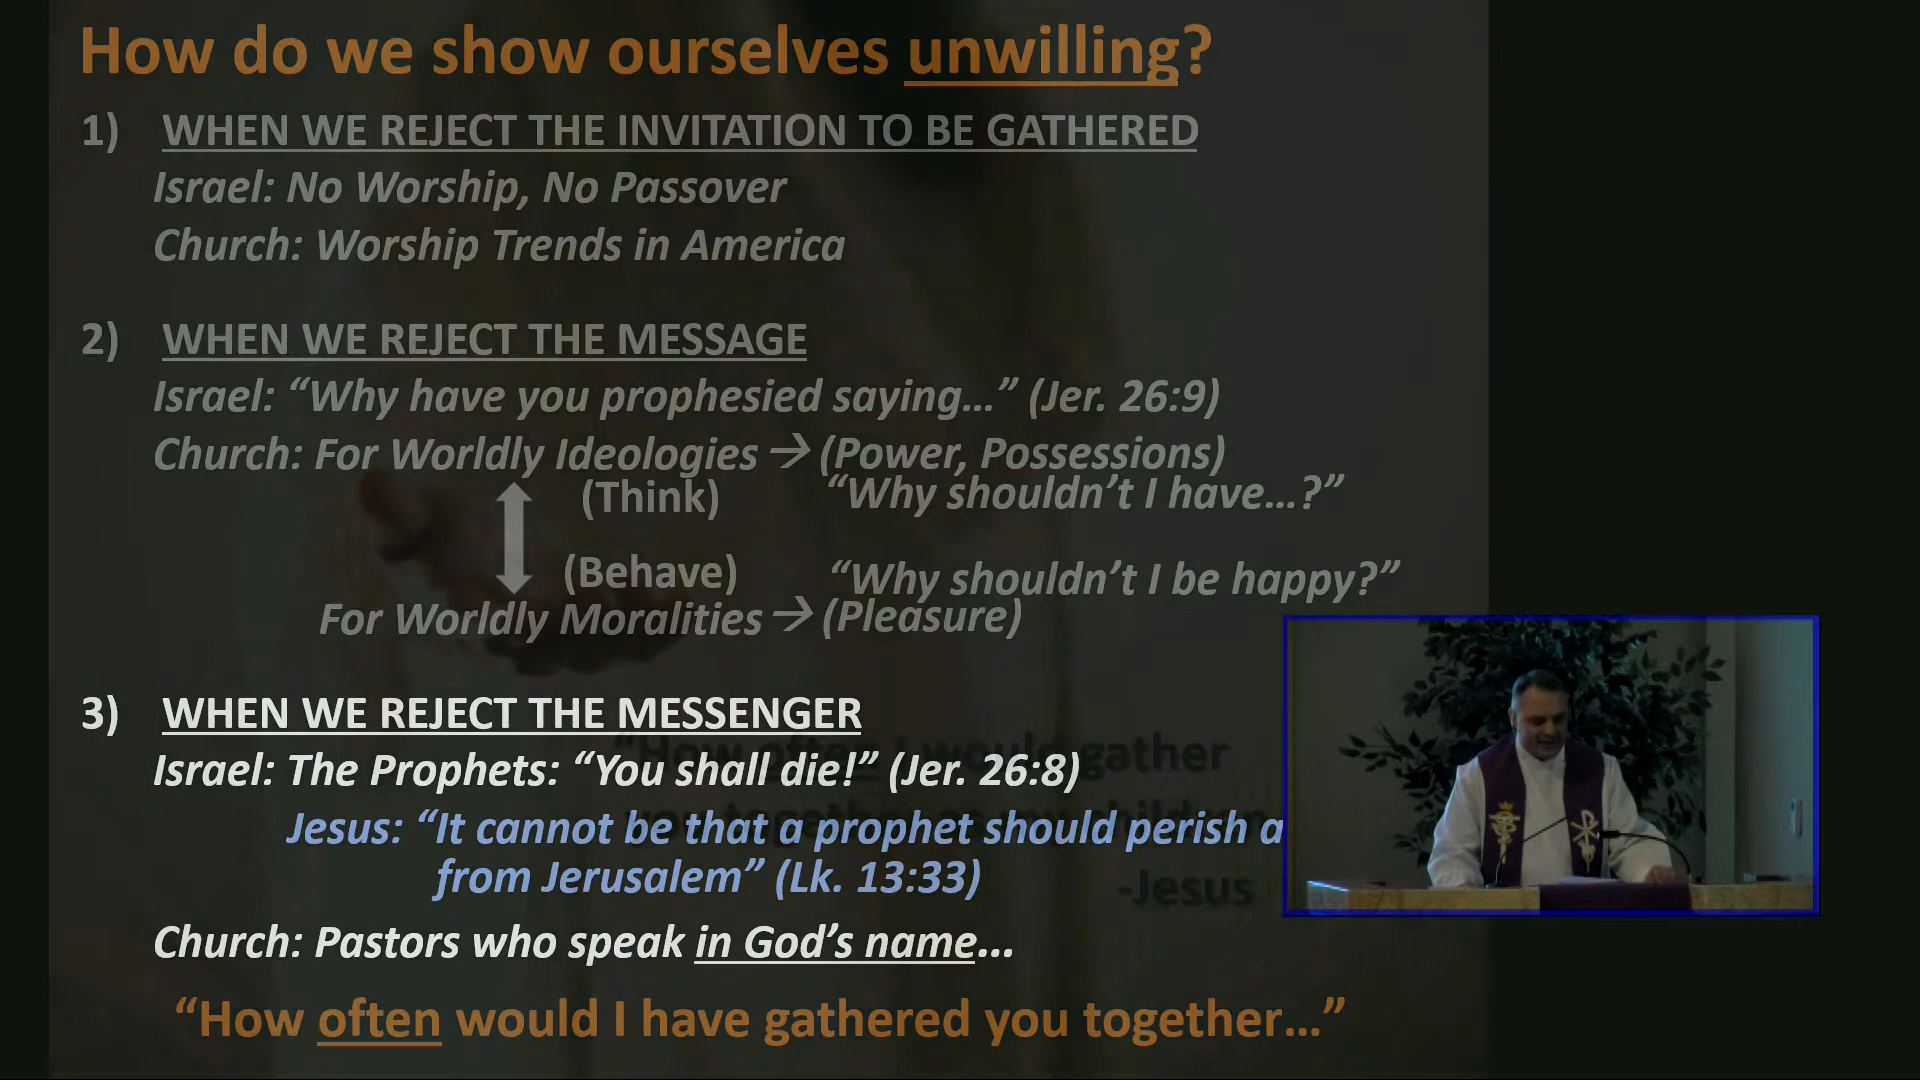 How do we show ourselves unwilling?
1) WHEN WE REJECT THE INVITATION TO BE GATHERED
Israel: No Worship, No Passover
Church: Worship Trends in America
2) WHEN WE REJECT THE MESSAGE
Israel: “Why have you prophesied saying…” (Jer. 26:9)
Church: For Worldly Ideologies → (Power, Possessions)
(Think) “Why shouldn’t I have…?”
(Behave) “Why shouldn’t I be happy?”
For Worldly Moralities → (Pleasure)
3) WHEN WE REJECT THE MESSENGER
“How often I would gather
Israel: The Prophets: “You shall die!” (Jer. 26:8)
Jesus: “It cannot be that a prophet should perish a
from Jerusalem” (Lk. 13:33)
-Jesus
Church: Pastors who speak in God’s name...
“How often would I have gathered you together…”